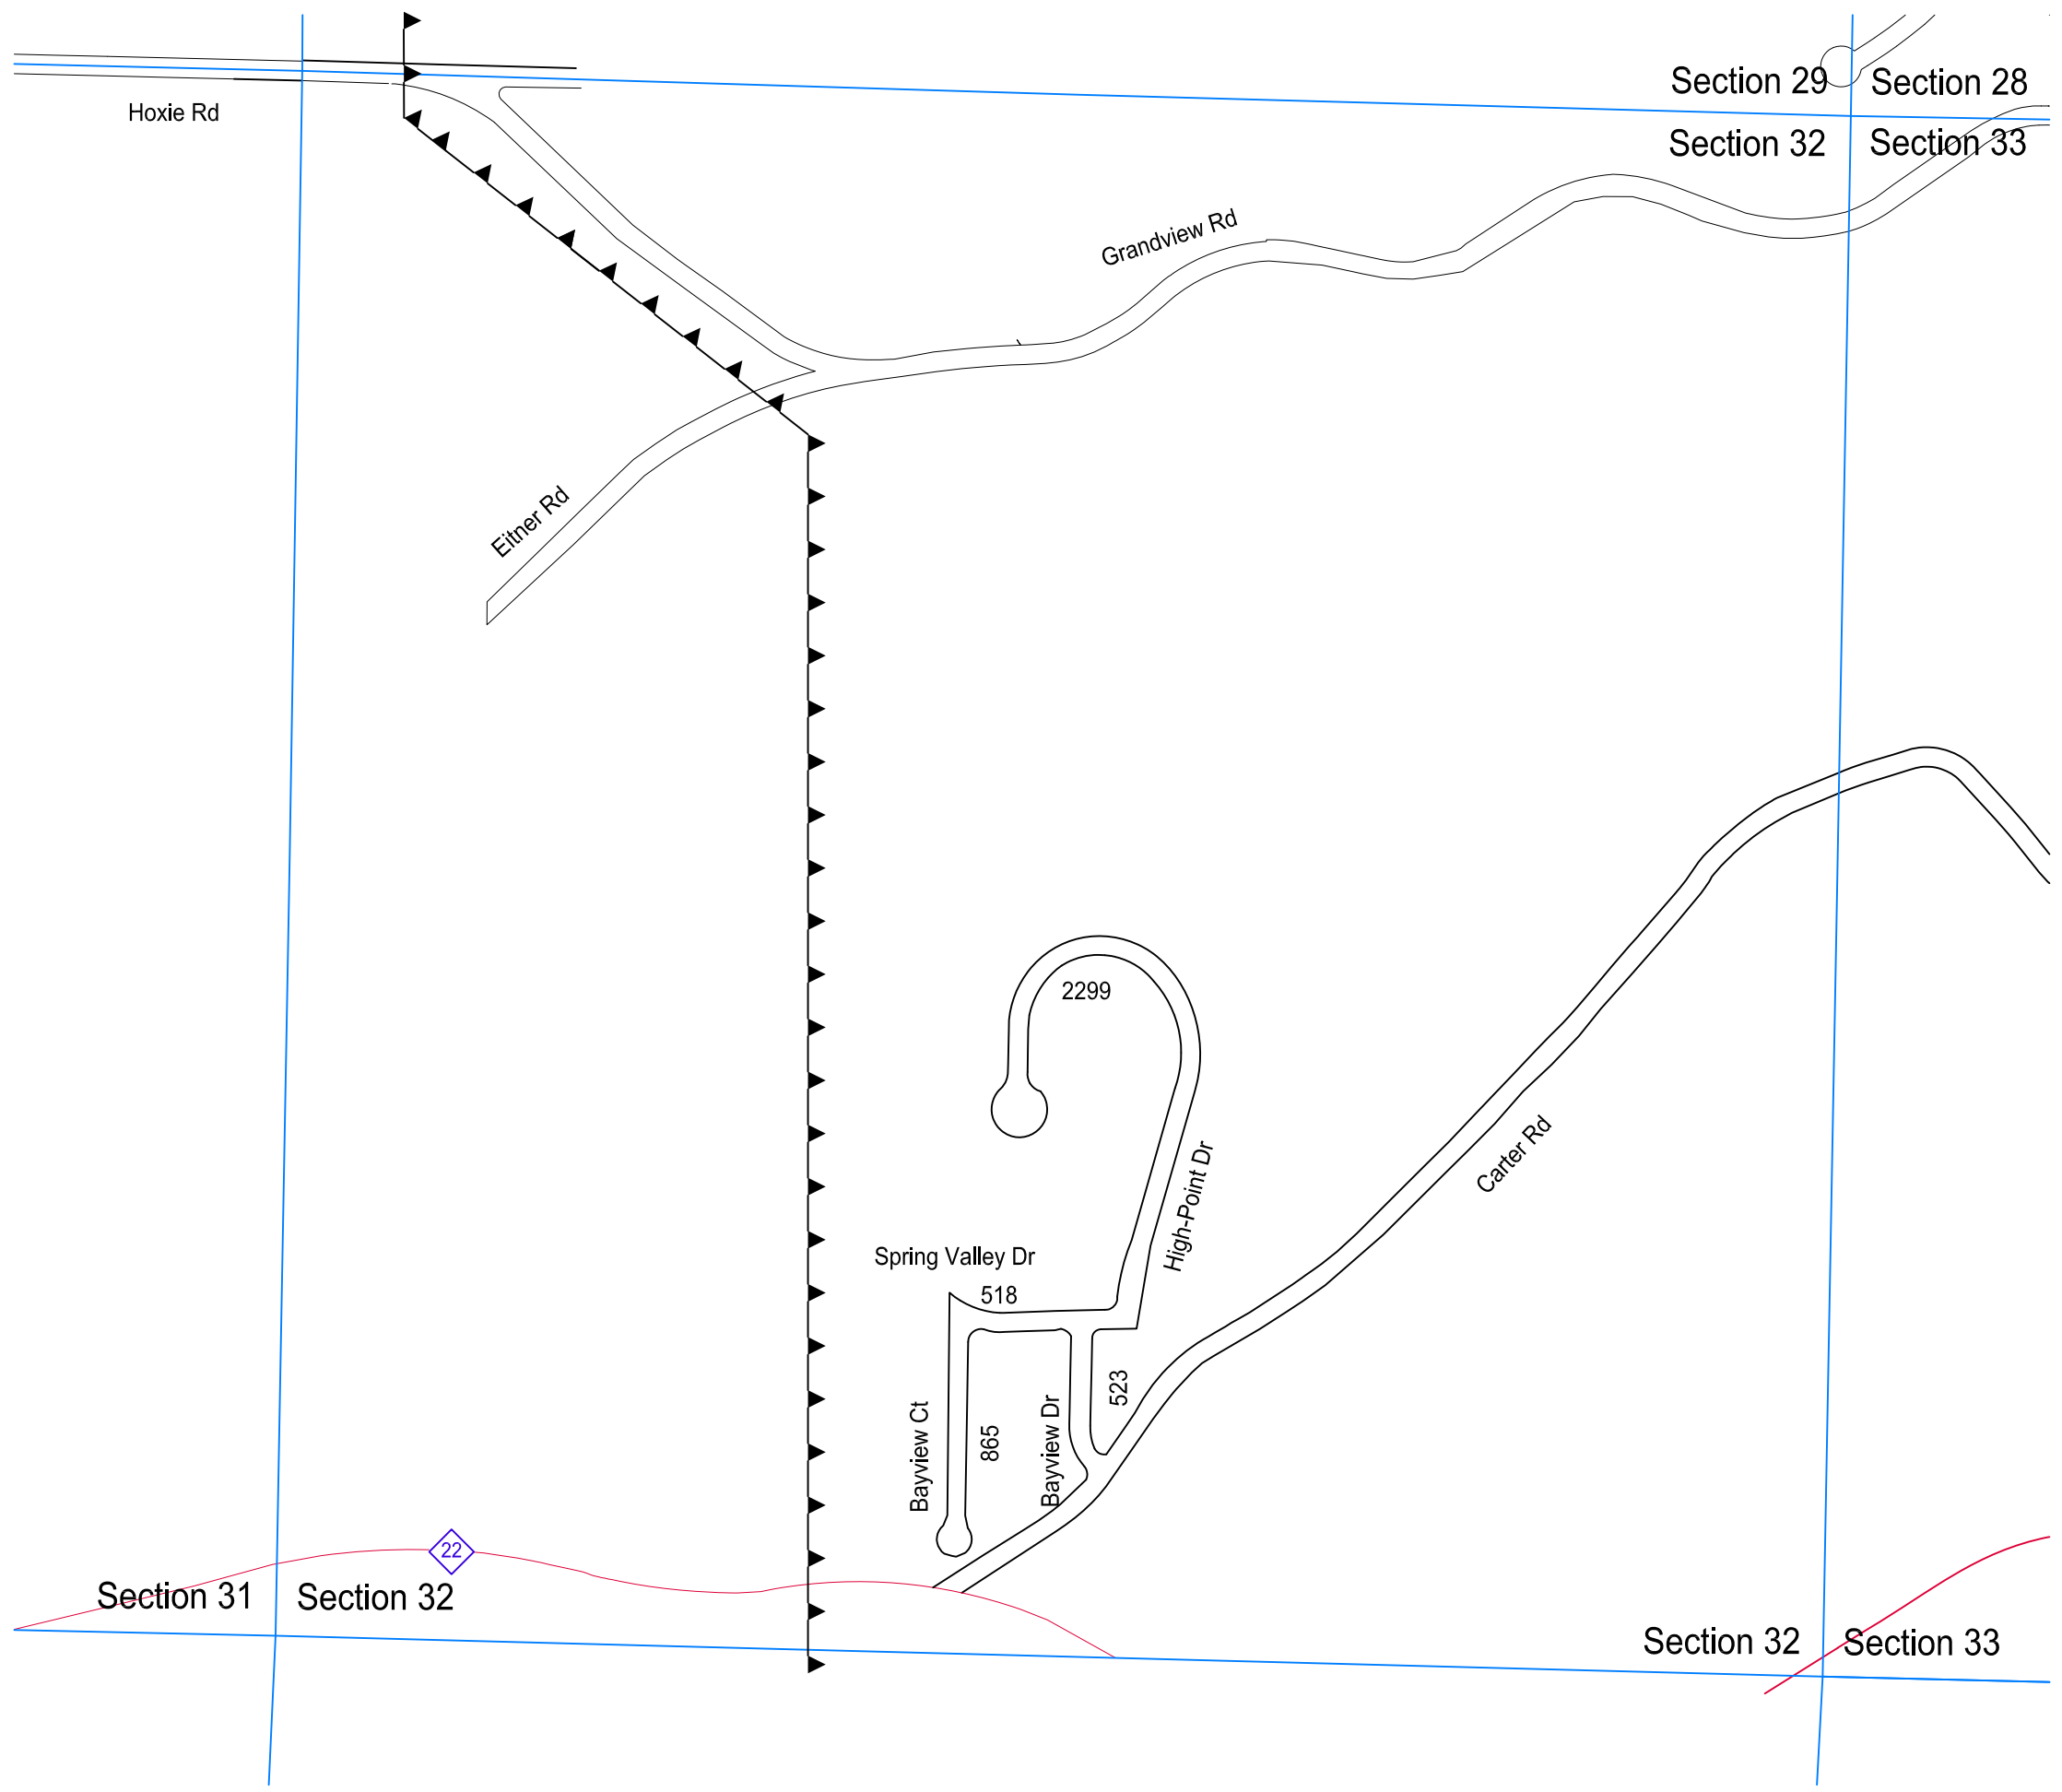 Section 29
Section 28
Hoxie Rd
Section 32
Section 33
Grandview Rd
Eitner Rd
2299
Carter Rd
High-Point Dr
Spring Valley Dr
518
523
Bayview Ct
865
Bayview Dr
22
Section 31
Section 32
Section 32
Section 33